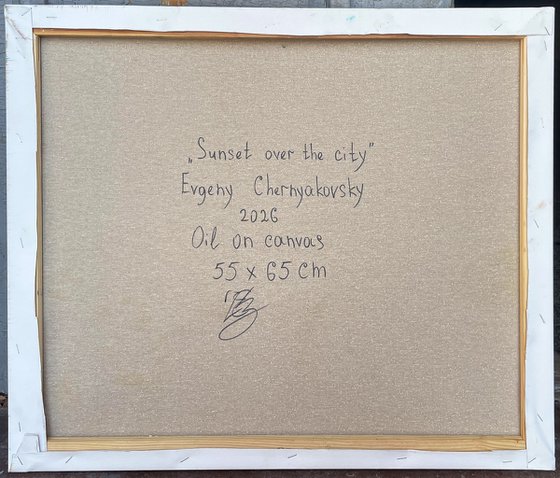 „Sunset over the city”
Evgeny Chernyakovsky
2026
Oil on canvas
55 x 65 cm